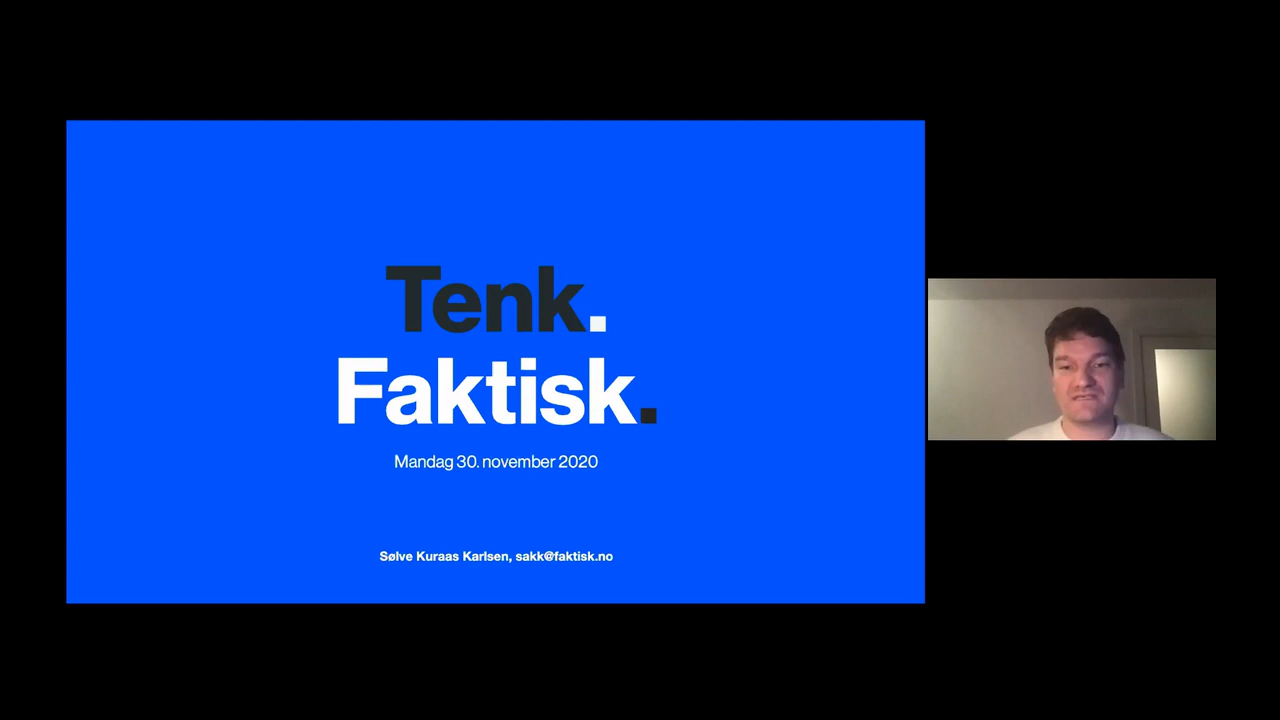 Tenk.
Faktisk.
Mandag 30. november 2020
Sølve Kuraas Karlsen, sakk@faktisk.no